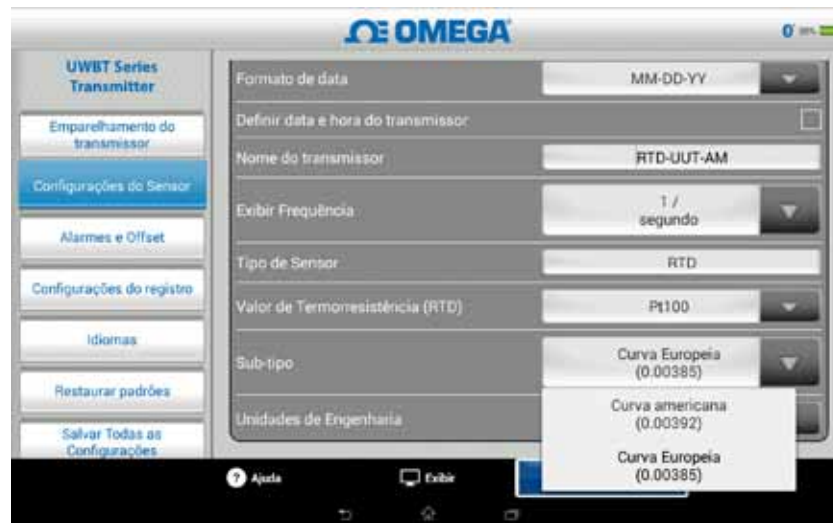 OMEGA
UWBT Series
Transmitter
Emparelhamento do
transmissor
Configurações do Sensor
Alarmes e Offset
Configurações do registro
Idiomas
Restaurar padrões
Salvar Todas as
Configurações
Formato de data
MM-DD-YY
Definir data e hora do transmissor
Nome do transmissor
RTD-UUT-AM
Exibir Frequência
1 /
segundo
Tipo de Sensor
RTD
Valor de Termorresistência (RTD)
Pt100
Sub-tipo
Curva Europeia
(0.00385)
Unidades de Engenharia
Curva americana
(0.00392)
Curva Europeia
(0.00385)
? Ajuda
Exibir